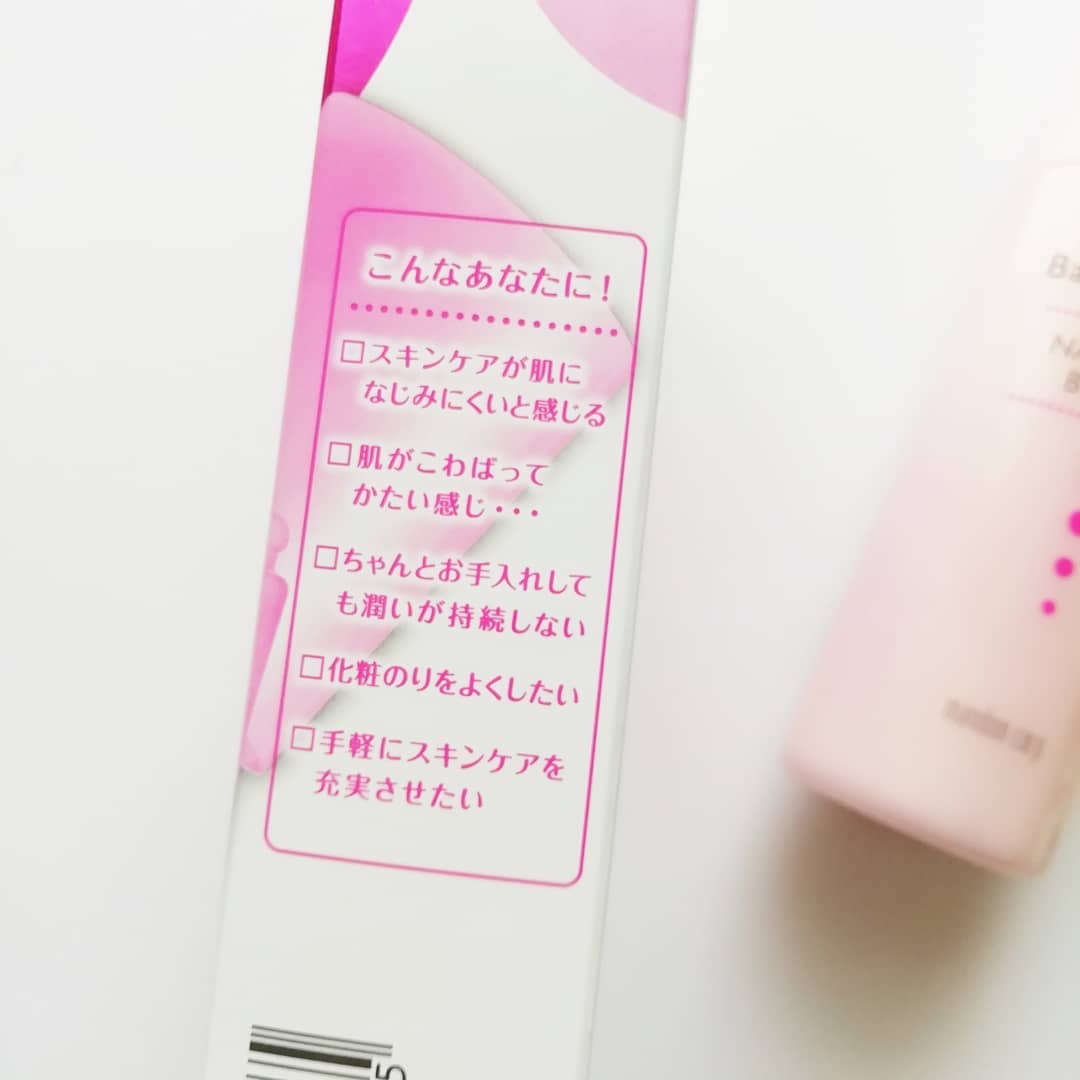 こんなあなたに!
□スキンケアが肌に
なじみにくいと感じる
□肌がこわばって
かたい感じ・・・
□ちゃんとお手入れして
も潤いが持続しない
□化粧のりをよくしたい
□手軽にスキンケアを
充実させたい
5
Ba